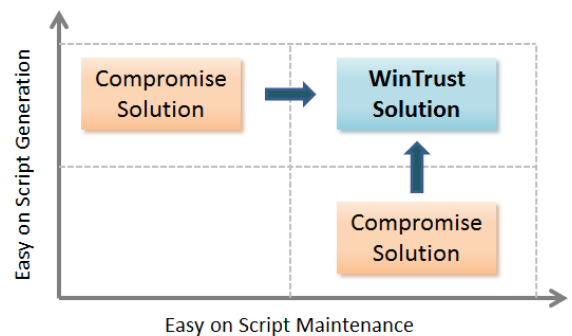 Easy on Script Generation
Compromise
Solution
WinTrust
Solution
Compromise
Solution
Easy on Script Maintenance